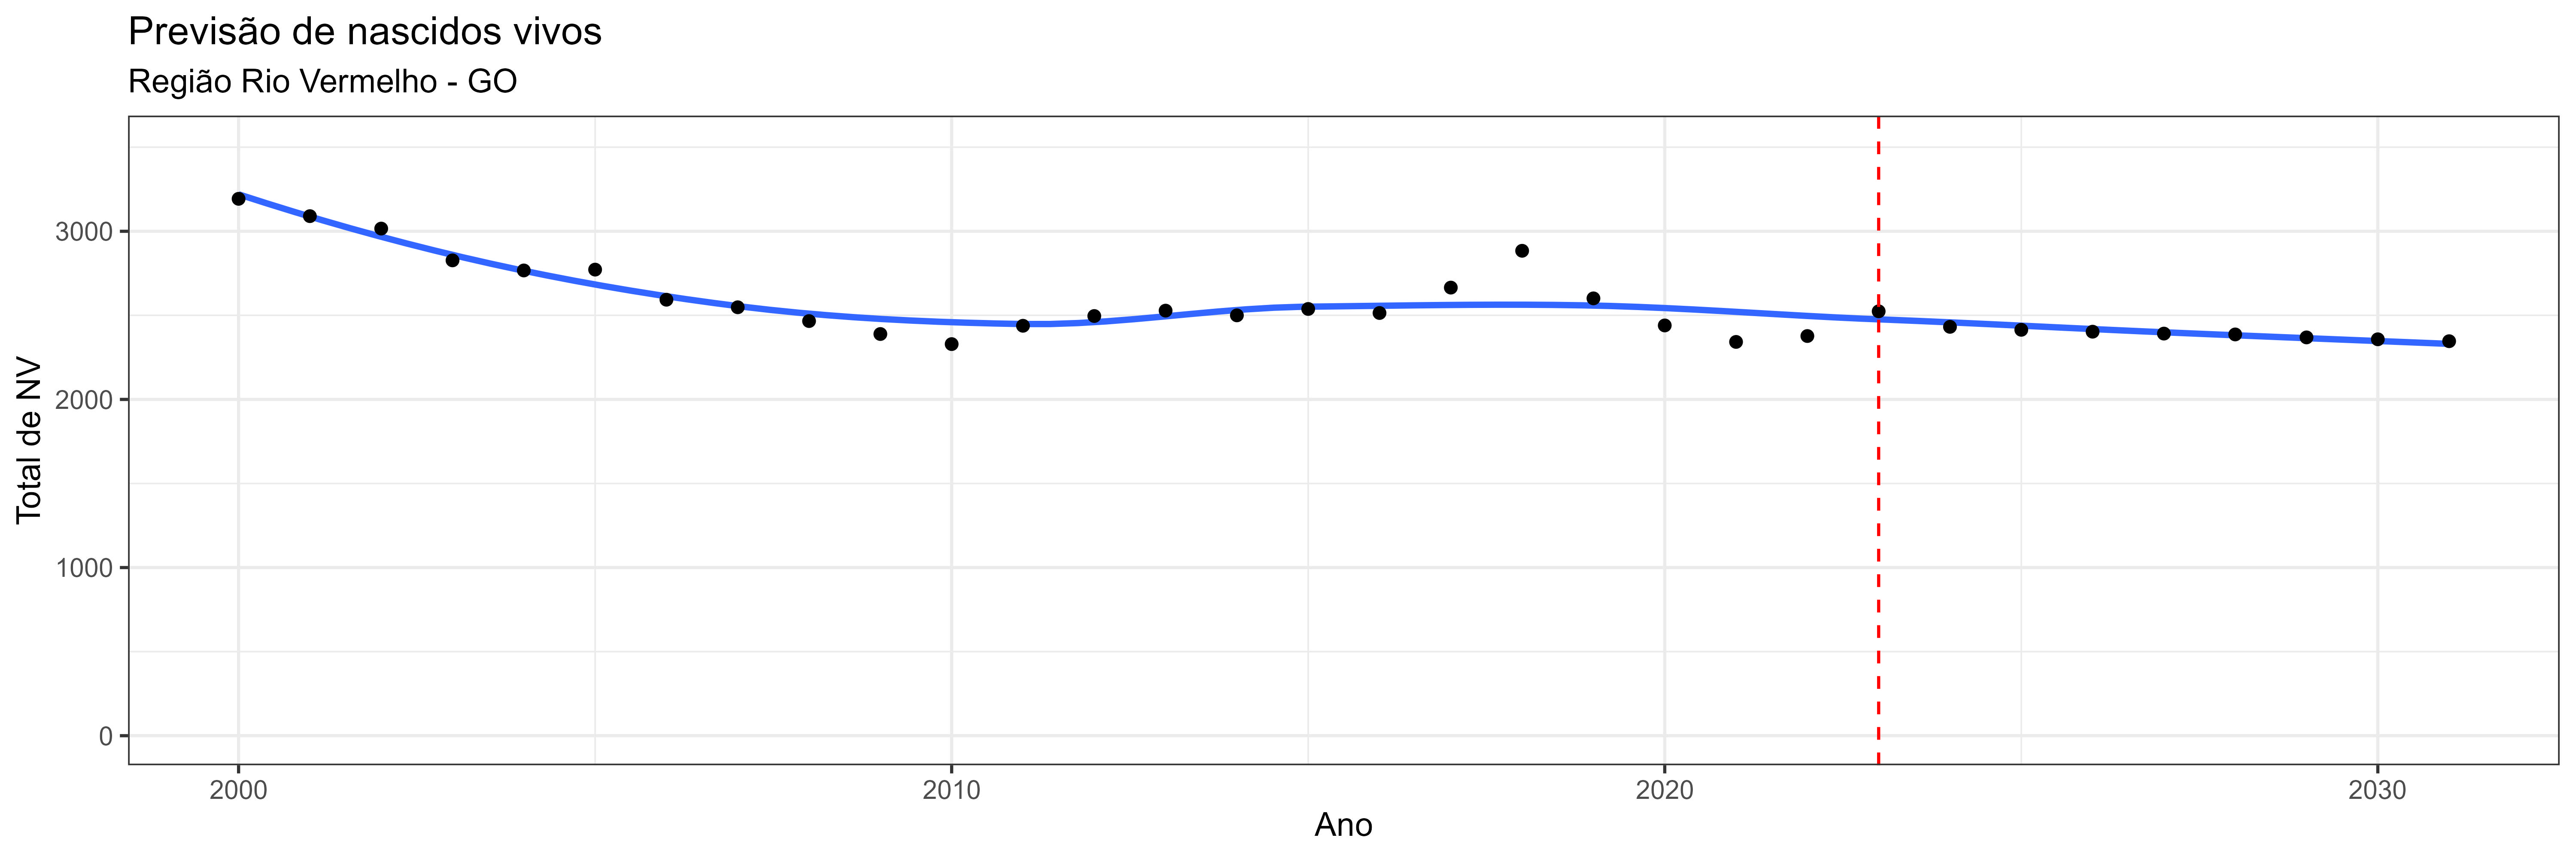 Previsão de nascidos vivos
Região Rio Vermelho - GO
Total de NV
3000
2000
1000
0
2000
2010
2020
2030
Ano